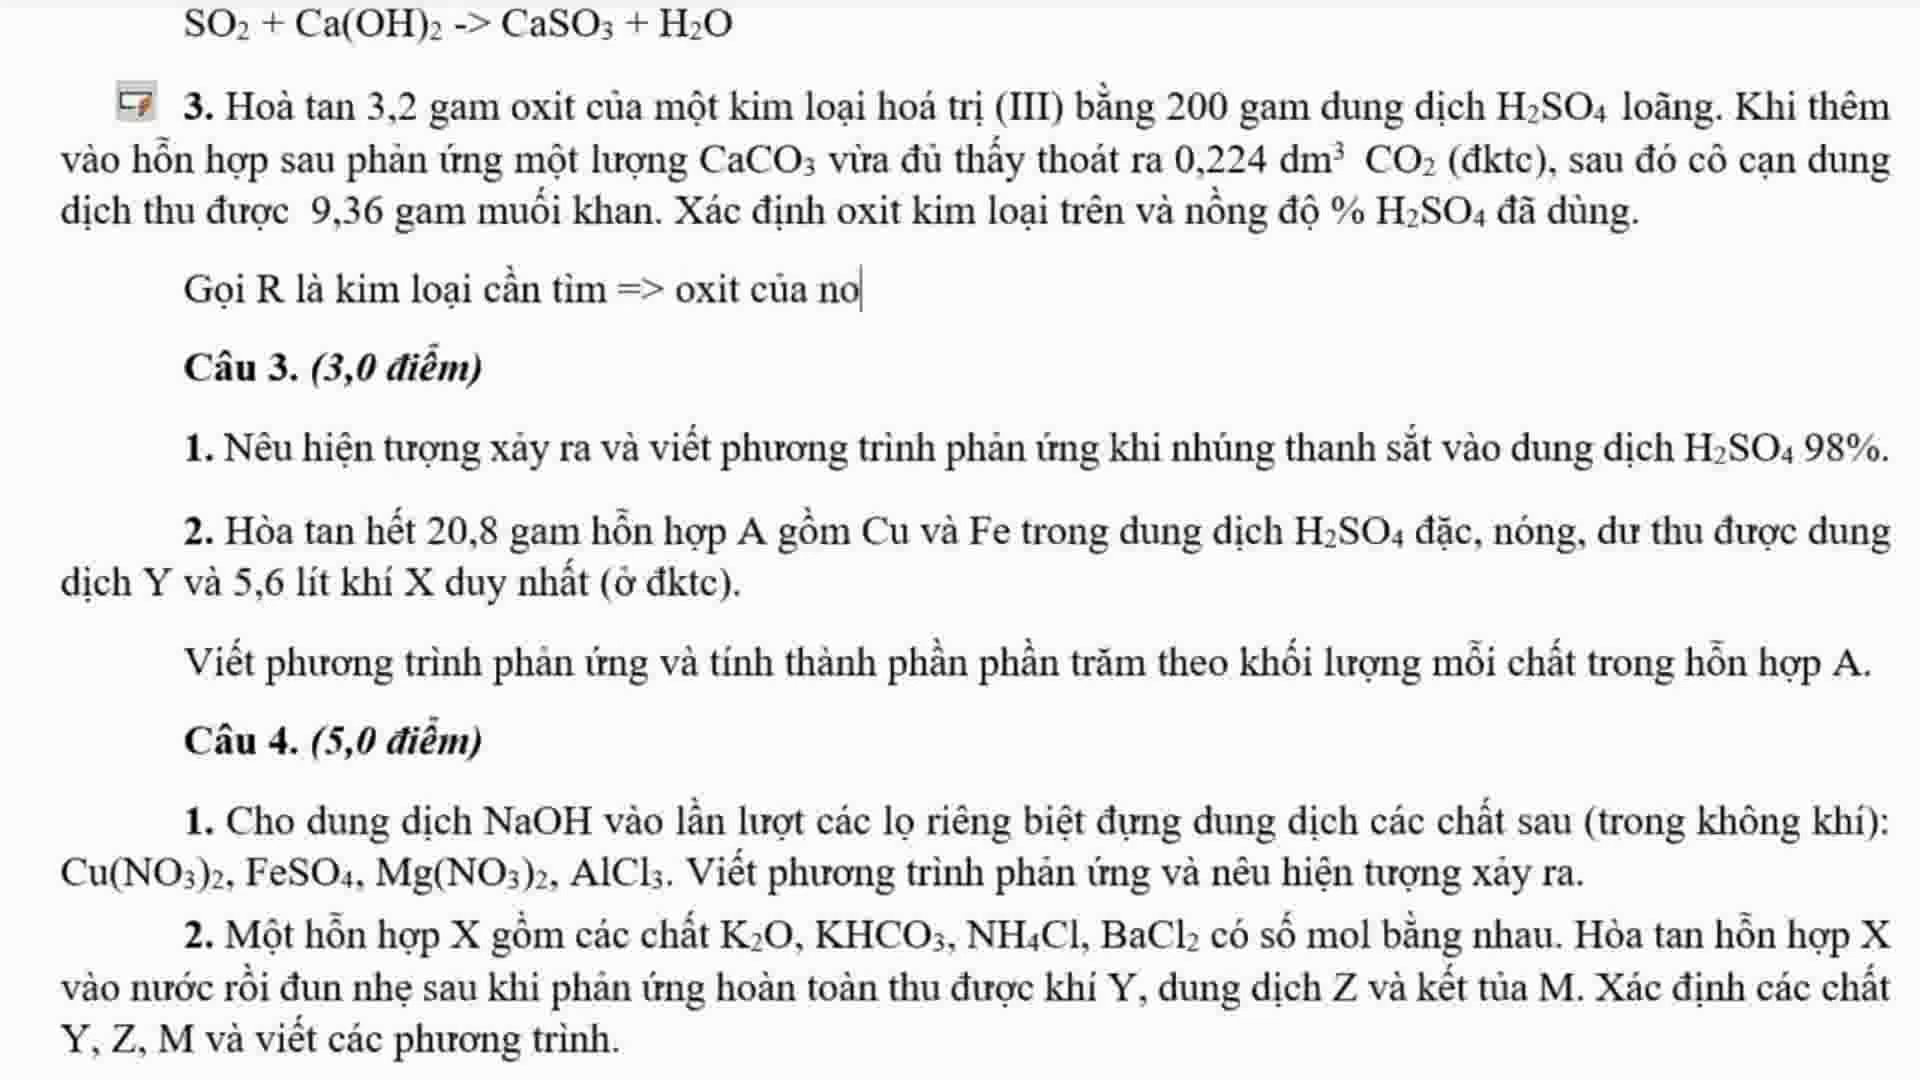 SO₂ + Ca(OH)₂ -> CaSO₃ + H₂O
3. Hoà tan 3,2 gam oxit của một kim loại hoá trị (III) bằng 200 gam dung dịch H₂SO₄ loãng. Khi thêm
vào hỗn hợp sau phản ứng một lượng CaCO₃ vừa đủ thấy thoát ra 0,224 dm³ CO₂ (đktc), sau đó cô cạn dung
dịch thu được 9,36 gam muối khan. Xác định oxit kim loại trên và nồng độ % H₂SO₄ đã dùng.
Gọi R là kim loại cần tìm => oxit của no
Câu 3. (3,0 điểm)
1. Nêu hiện tượng xảy ra và viết phương trình phản ứng khi nhúng thanh sắt vào dung dịch H₂SO₄ 98%.
2. Hòa tan hết 20,8 gam hỗn hợp A gồm Cu và Fe trong dung dịch H₂SO₄ đặc, nóng, dư thu được dung
dịch Y và 5,6 lít khí X duy nhất (ở đktc).
Viết phương trình phản ứng và tính thành phần phần trăm theo khối lượng mỗi chất trong hỗn hợp A.
Câu 4. (5,0 điểm)
1. Cho dung dịch NaOH vào lần lượt các lọ riêng biệt đựng dung dịch các chất sau (trong không khí):
Cu(NO₃)₂, FeSO₄, Mg(NO₃)₂, AlCl₃. Viết phương trình phản ứng và nêu hiện tượng xảy ra.
2. Một hỗn hợp X gồm các chất K₂O, KHCO₃, NH₄Cl, BaCl₂ có số mol bằng nhau. Hòa tan hỗn hợp X
vào nước rồi đun nhẹ sau khi phản ứng hoàn toàn thu được khí Y, dung dịch Z và kết tủa M. Xác định các chất
Y, Z, M và viết các phương trình.